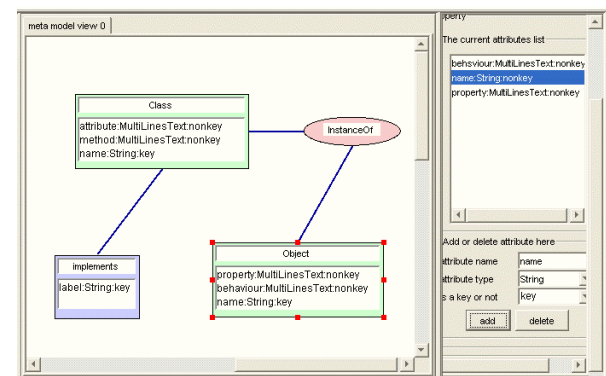 meta model view 0
Class
attribute:MultiLinesText:nonkey
method:MultiLinesText:nonkey
name:String:key
InstanceOf
implements
label:String:key
Object
property:MultiLinesText:nonkey
behaviour:MultiLinesText:nonkey
name:String:key
operty
The current attributes list
behsviour:MultiLinesText:nonkey
name:String:nonkey
property:MultiLinesText:nonkey
Add or delete attribute here
attribute name name
attribute type String
s a key or not key
add delete